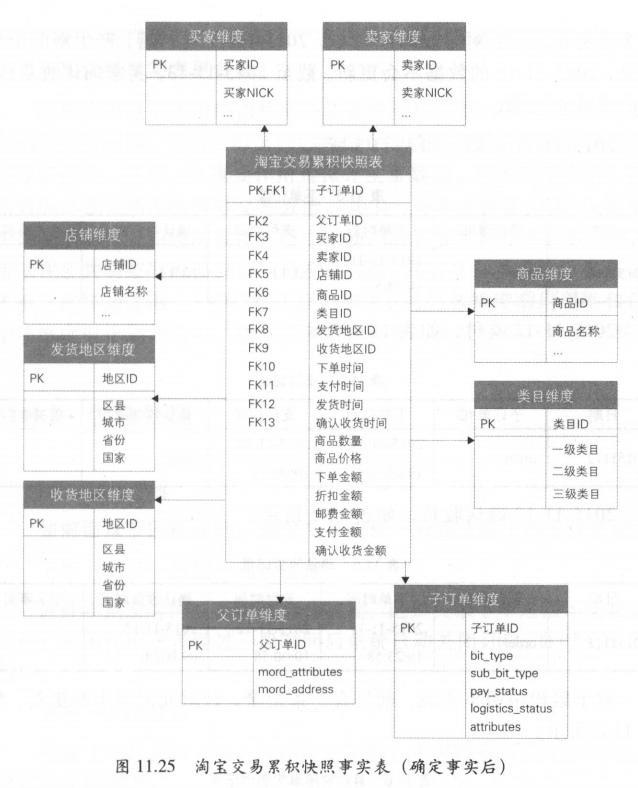 买家维度
PK 买家ID
买家NICK
...
卖家维度
PK 卖家ID
卖家NICK
...
淘宝交易累积快照表
PK,FK1 子订单ID
FK2 父订单ID
FK3 买家ID
FK4 卖家ID
FK5 店铺ID
FK6 商品ID
FK7 类目ID
FK8 发货地区ID
FK9 收货地区ID
FK10 下单时间
FK11 支付时间
FK12 发货时间
FK13 确认收货时间
商品数量
商品价格
下单金额
折扣金额
邮费金额
支付金额
确认收货金额
店铺维度
PK 店铺ID
店铺名称
...
发货地区维度
PK 地区ID
区县
城市
省份
国家
收货地区维度
PK 地区ID
区县
城市
省份
国家
商品维度
PK 商品ID
商品名称
...
类目维度
PK 类目ID
一级类目
二级类目
三级类目
父订单维度
PK 父订单ID
mord_attributes
mord_address
子订单维度
PK 子订单ID
bit_type
sub_bit_type
pay_status
logistics_status
attributes
图 11.25 淘宝交易累积快照事实表（确定事实后）